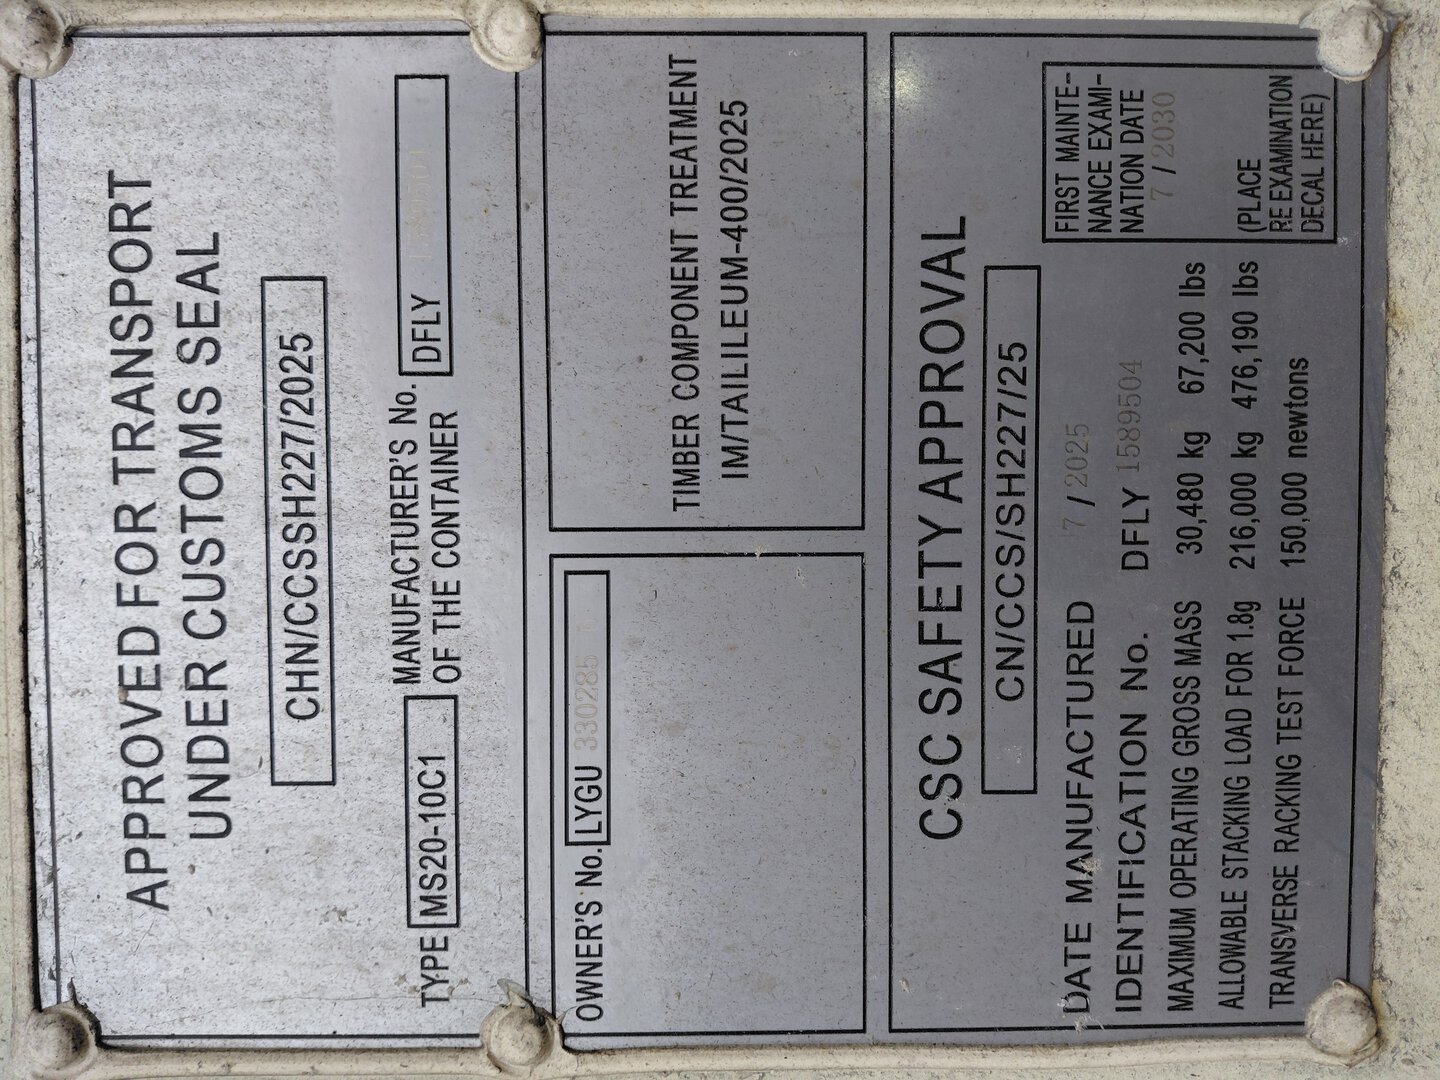 APPROVED FOR TRANSPORT
UNDER CUSTOMS SEAL
CHN/CCSSH227/2025
TYPE MS20-10C1 MANUFACTURER'S No. OF THE CONTAINER DFLY
OWNER'S No. LYGU 330285
TIMBER COMPONENT TREATMENT
IM/TAILILEUM-400/2025
CSC SAFETY APPROVAL
CN/CCS/SH227/25
DATE MANUFACTURED 7 / 2025
IDENTIFICATION No. DFLY 1589504
MAXIMUM OPERATING GROSS MASS 30,480 kg 67,200 lbs
ALLOWABLE STACKING LOAD FOR 1.8g 216,000 kg 476,190 lbs
TRANSVERSE RACKING TEST FORCE 150,000 newtons
FIRST MAINTE-
NANCE EXAMI-
NATION DATE
7 / 2030
(PLACE
RE EXAMINATION
DECAL HERE)